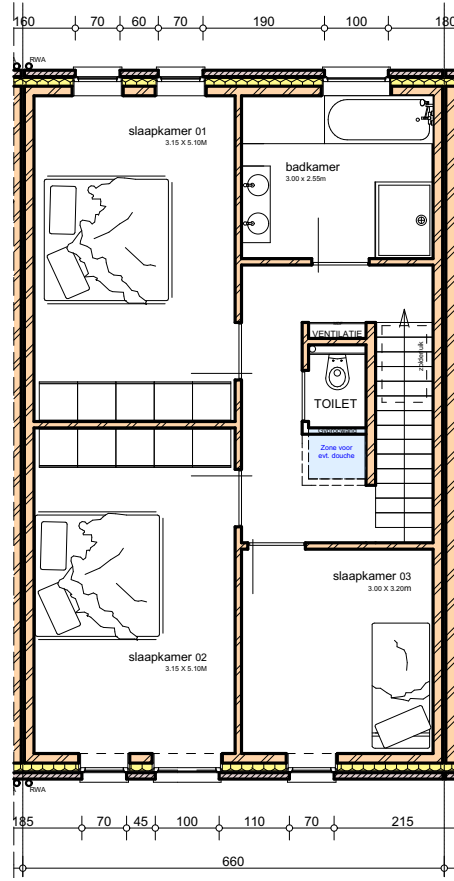 160 70 60 70 190 100 180
RWA
slaapkamer 01
3.15 X 5.10M
badkamer
3.00 x 2.55m
VENTILATIE
zolderluik
TOILET
Zone voor
evt. douche
slaapkamer 03
3.00 X 3.20m
slaapkamer 02
3.15 X 5.10M
RWA
185 70 45 100 110 70 215
660